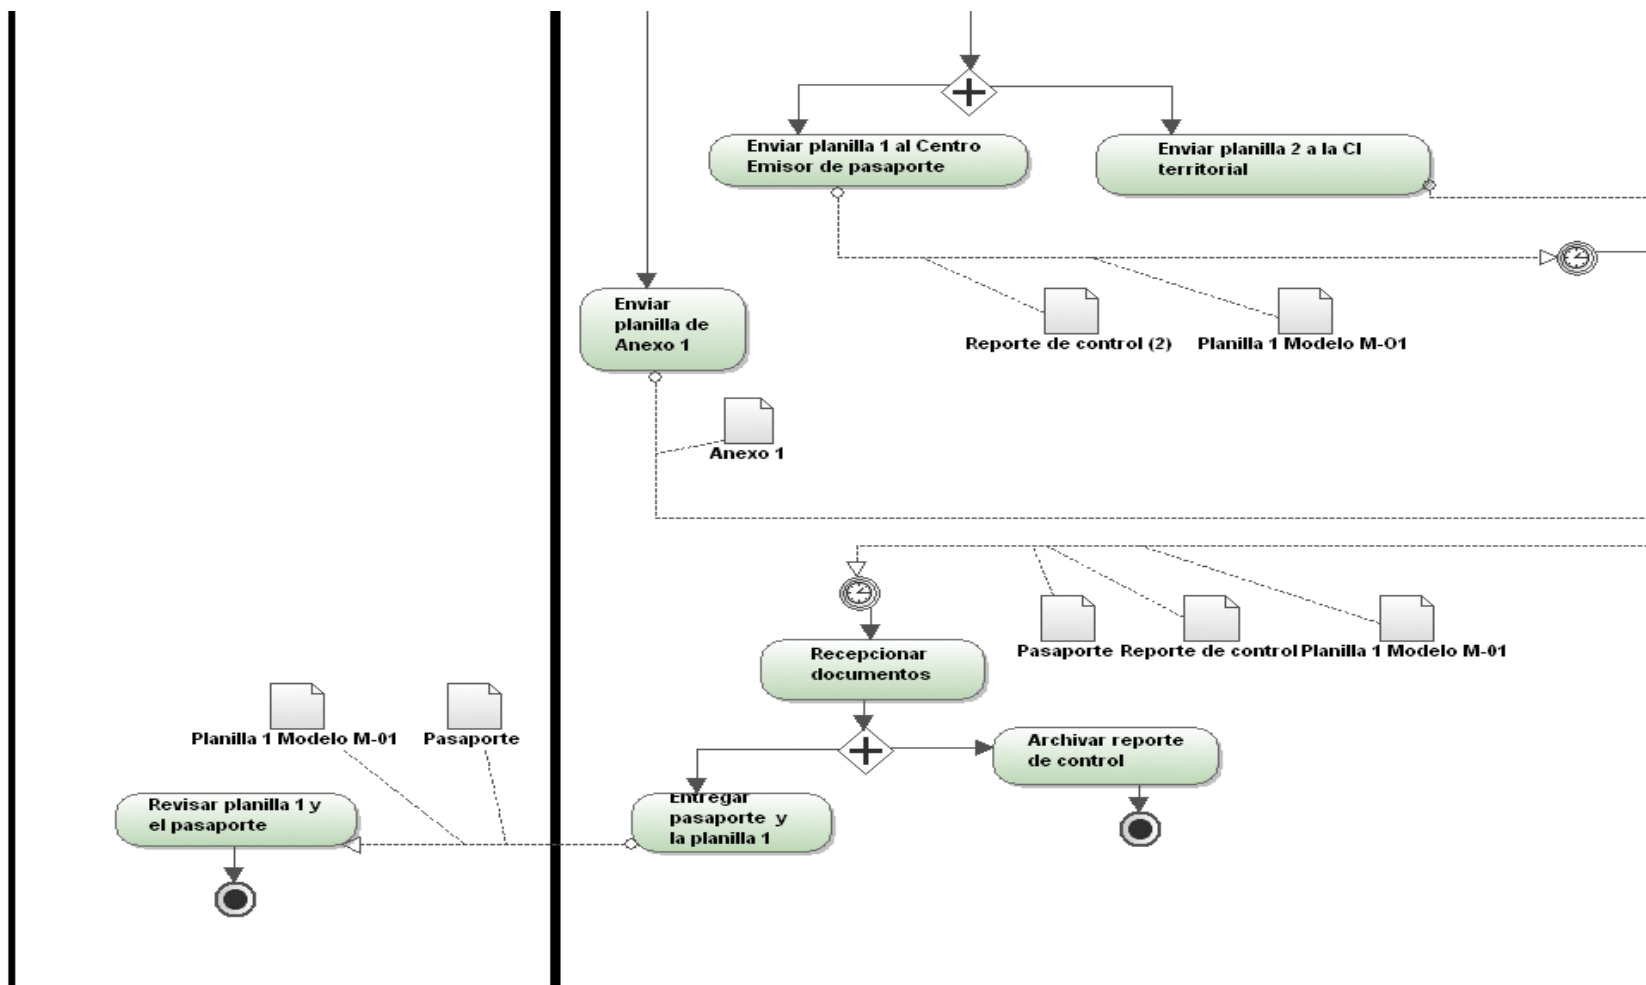 Enviar planilla 1 al Centro
Emisor de pasaporte
Enviar planilla 2 a la CI
territorial
Enviar
planilla de
Anexo 1
Reporte de control (2)
Planilla 1 Modelo M-O1
Anexo 1
Recepcionar
documentos
Pasaporte
Reporte de control
Planilla 1 Modelo M-01
Planilla 1 Modelo M-01
Pasaporte
Archivar reporte
de control
Revisar planilla 1 y
el pasaporte
Entregar
pasaporte y
la planilla 1